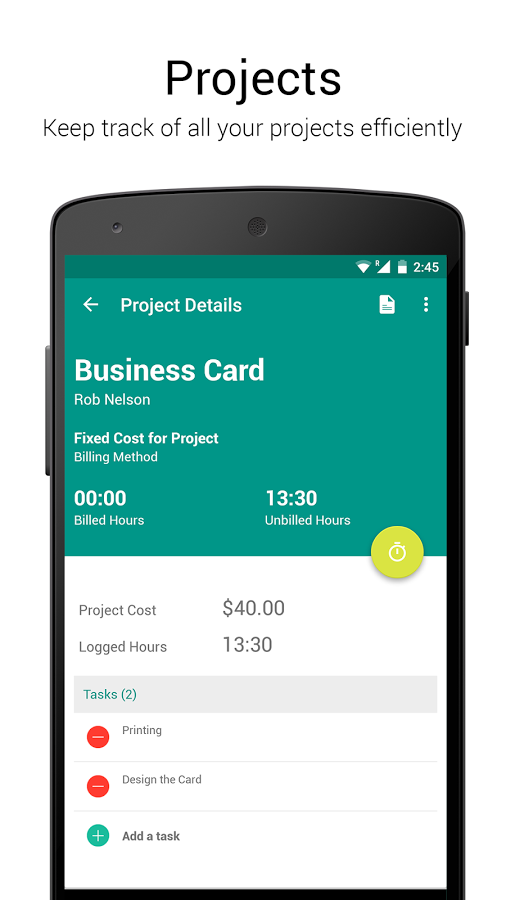 Projects
Keep track of all your projects efficiently
R 2:45
Project Details
Business Card
Rob Nelson
Fixed Cost for Project
Billing Method
00:00 13:30
Billed Hours Unbilled Hours
Project Cost $40.00
Logged Hours 13:30
Tasks (2)
Printing
Design the Card
Add a task